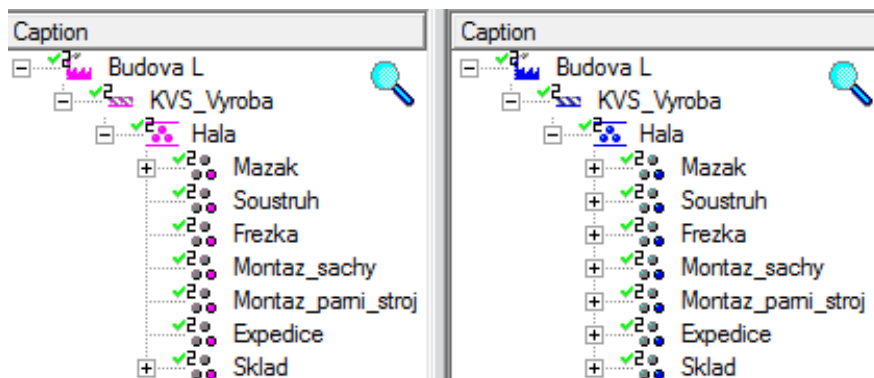 Caption
Budova L
KVS_Vyroba
Hala
Mazak
Soustruh
Frezka
Montaz_sachy
Montaz_parni_stroj
Expedice
Sklad
Caption
Budova L
KVS_Vyroba
Hala
Mazak
Soustruh
Frezka
Montaz_sachy
Montaz_parni_stroj
Expedice
Sklad